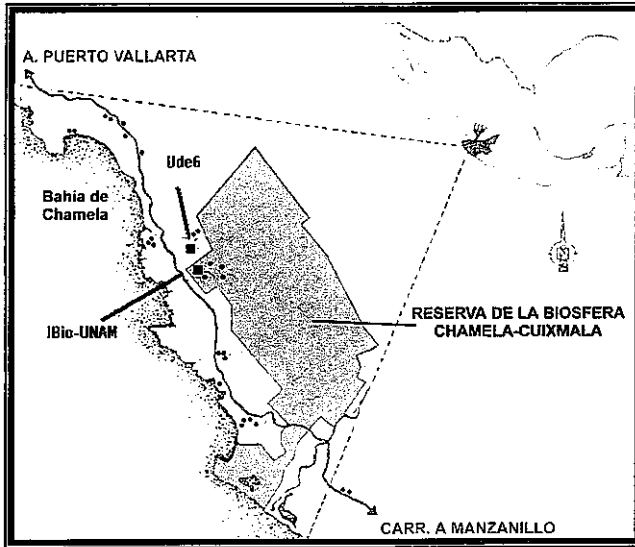 A. PUERTO VALLARTA
UdeG
Bahía de
Chamela
IBio-UNAM
RESERVA DE LA BIOSFERA
CHAMELA-CUIXMALA
CARR. A MANZANILLO